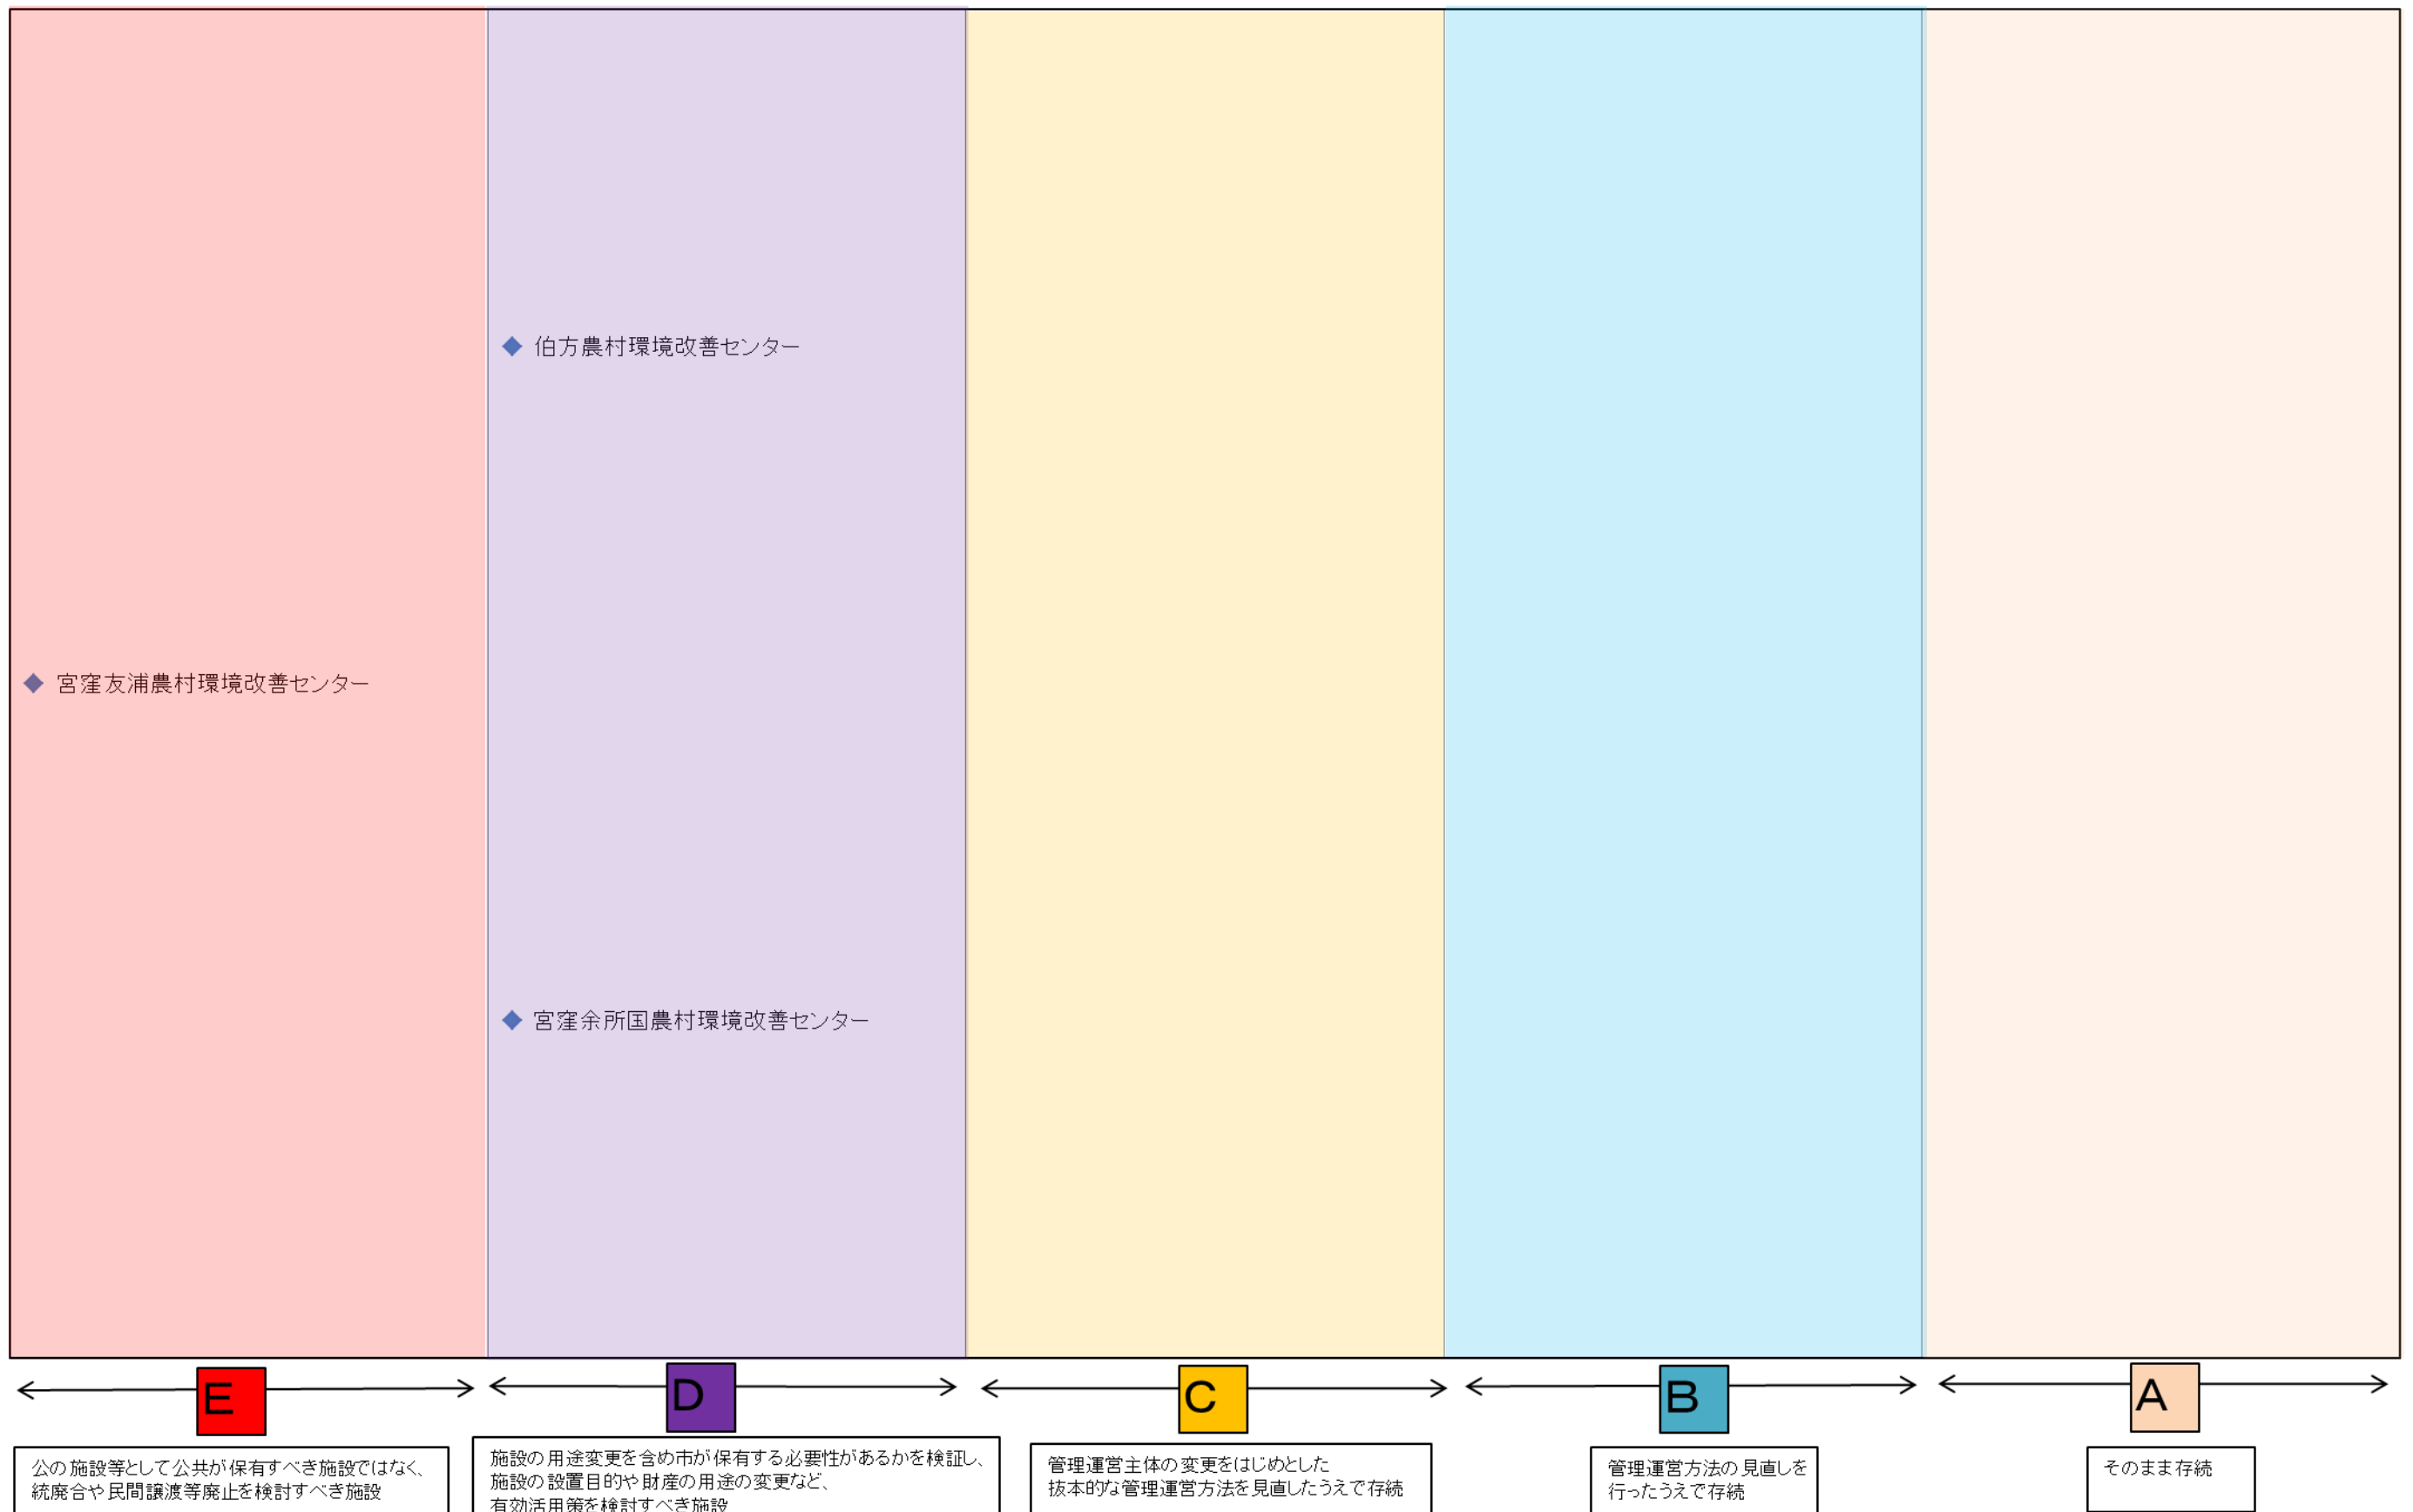 ◆ 伯方農村環境改善センター
◆ 宮窪友浦農村環境改善センター
◆ 宮窪余所国農村環境改善センター
E
D
C
B
A
公の施設等として公共が保有すべき施設ではなく、
統廃合や民間譲渡等廃止を検討すべき施設
施設の用途変更を含め市が保有する必要性があるかを検証し、
施設の設置目的や財産の用途の変更など、
有効活用策を検討すべき施設
管理運営主体の変更をはじめとした
抜本的な管理運営方法を見直したうえで存続
管理運営方法の見直しを
行ったうえで存続
そのまま存続